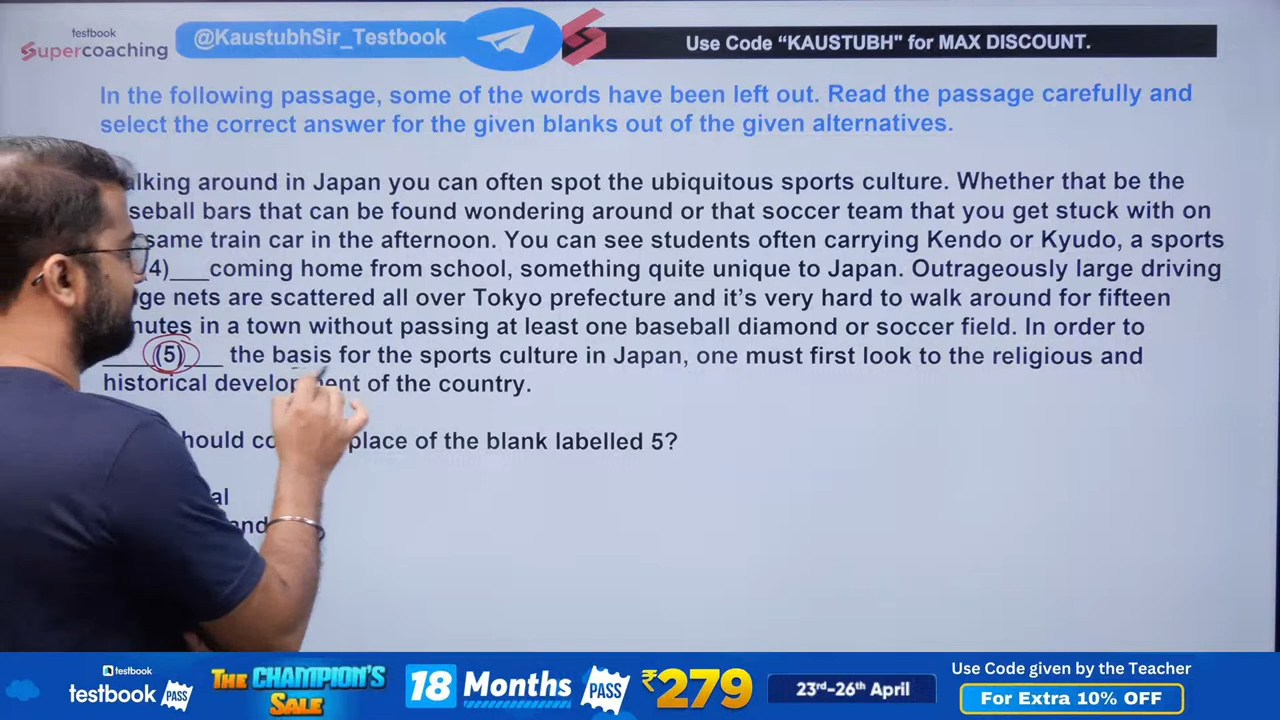 testbook
Supercoaching
@KaustubhSir_Testbook
Use Code “KAUSTUBH" for MAX DISCOUNT.
In the following passage, some of the words have been left out. Read the passage carefully and
select the correct answer for the given blanks out of the given alternatives.
alking around in Japan you can often spot the ubiquitous sports culture. Whether that be the
seball bars that can be found wondering around or that soccer team that you get stuck with on
same train car in the afternoon. You can see students often carrying Kendo or Kyudo, a sports
(4)___coming home from school, something quite unique to Japan. Outrageously large driving
ge nets are scattered all over Tokyo prefecture and it’s very hard to walk around for fifteen
nutes in a town without passing at least one baseball diamond or soccer field. In order to
_____(5)___ the basis for the sports culture in Japan, one must first look to the religious and
historical development of the country.
hould co place of the blank labelled 5?
al
and
testbook
testbook PASS
THE CHAMPION'S SALE
18 Months PASS ₹279
23rd-26th April
Use Code given by the Teacher
For Extra 10% OFF